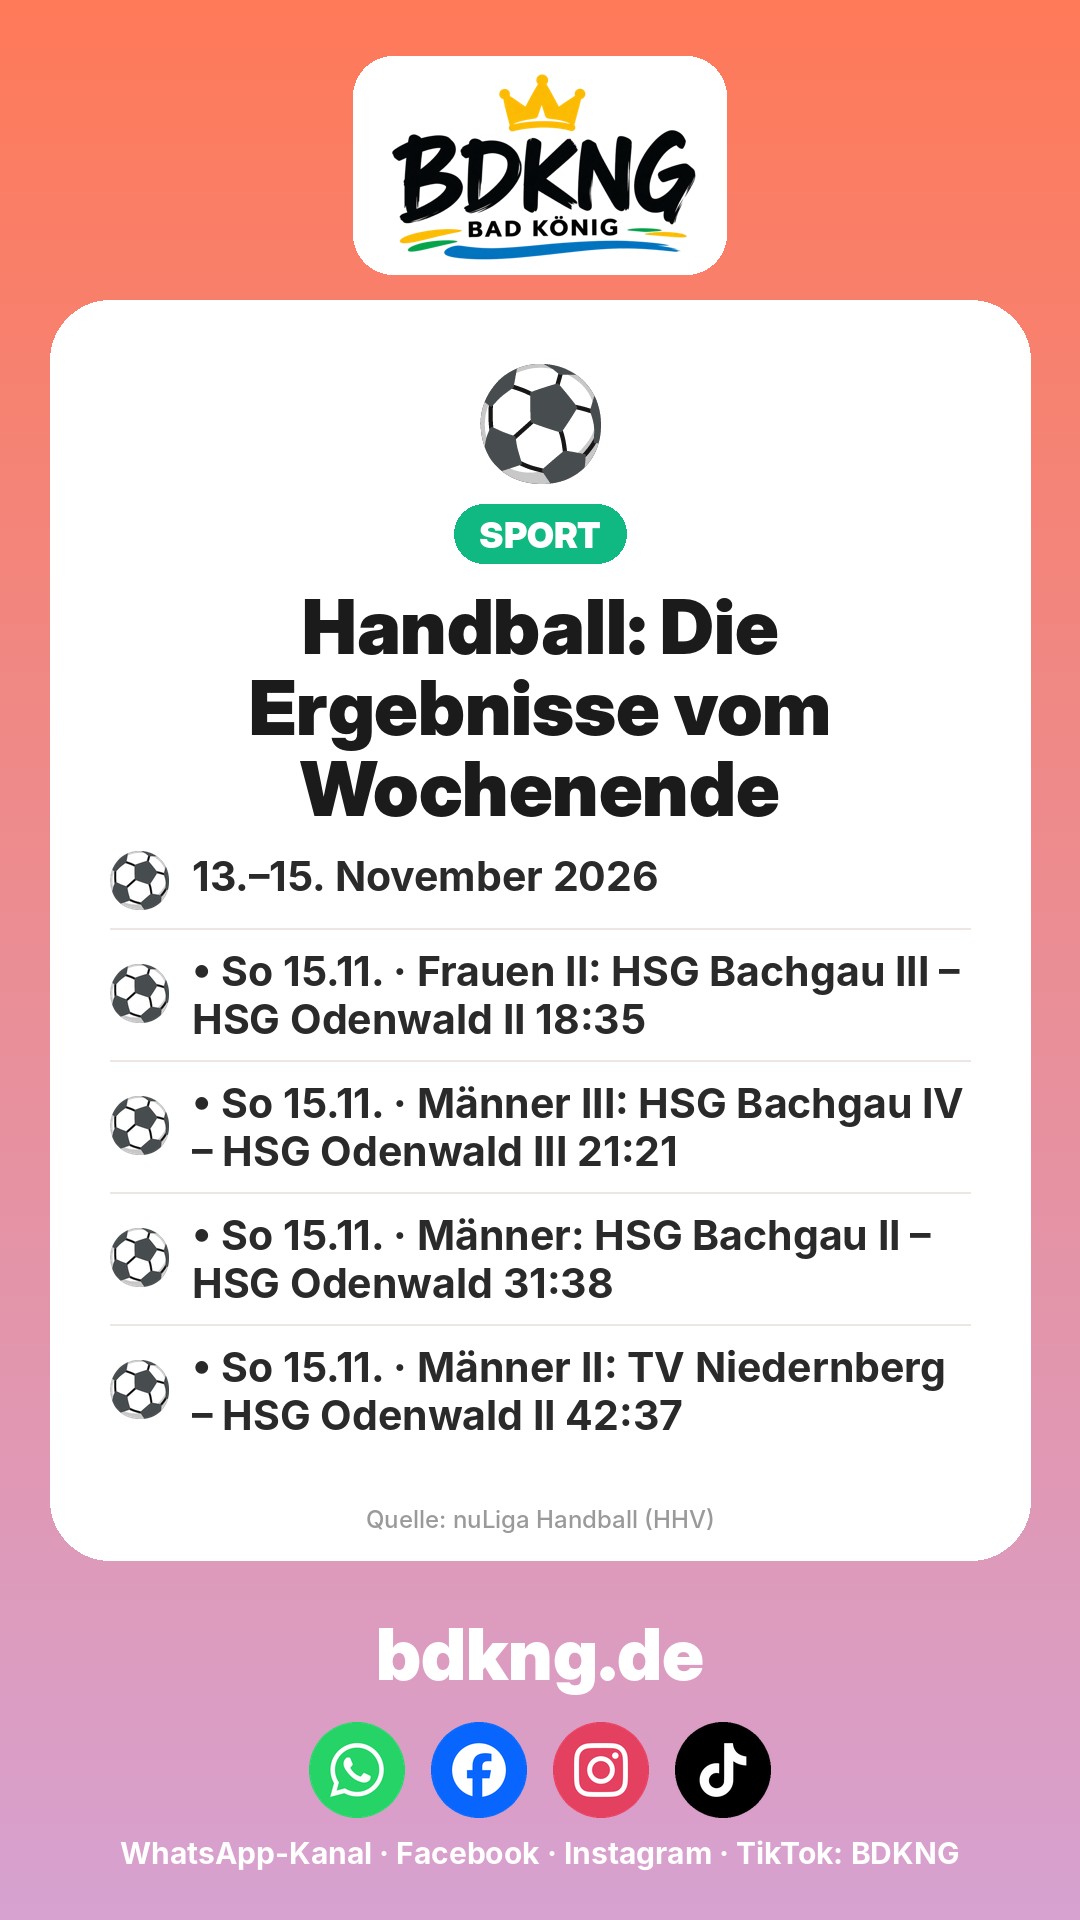 BDKNG
BAD KÖNIG
SPORT
Handball: Die
Ergebnisse vom
Wochenende
13.–15. November 2026
• So 15.11. · Frauen II: HSG Bachgau III –
HSG Odenwald II 18:35
• So 15.11. · Männer III: HSG Bachgau IV
– HSG Odenwald III 21:21
• So 15.11. · Männer: HSG Bachgau II –
HSG Odenwald 31:38
• So 15.11. · Männer II: TV Niedernberg
– HSG Odenwald II 42:37
Quelle: nuLiga Handball (HHV)
bdkng.de
WhatsApp-Kanal · Facebook · Instagram · TikTok: BDKNG